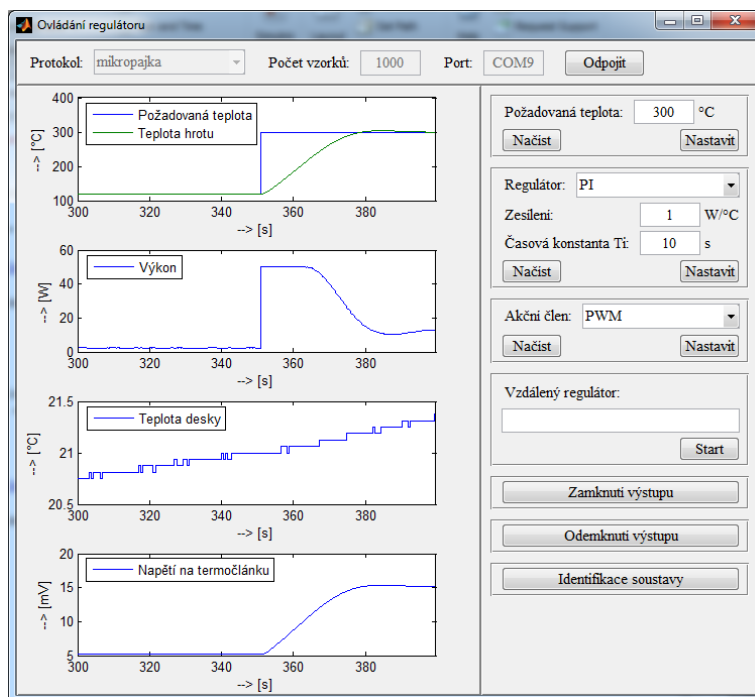 Ovládání regulátoru
Protokol: mikropajka Počet vzorků: 1000 Port: COM9 Odpojit
400
300
200
100
300 320 340 360 380
--> [°C]
--> [s]
Požadovaná teplota
Teplota hrotu
60
40
20
0
300 320 340 360 380
--> [W]
--> [s]
Výkon
21.5
21
20.5
300 320 340 360 380
--> [°C]
--> [s]
Teplota desky
20
15
10
5
300 320 340 360 380
--> [mV]
--> [s]
Napětí na termočlánku
Požadovaná teplota: 300 °C
Načíst Nastavit
Regulátor: PI
Zesílení: 1 W/°C
Časová konstanta Ti: 10 s
Načíst Nastavit
Akční člen: PWM
Načíst Nastavit
Vzdálený regulátor:
Start
Zamknutí výstupu
Odemknutí výstupu
Identifikace soustavy